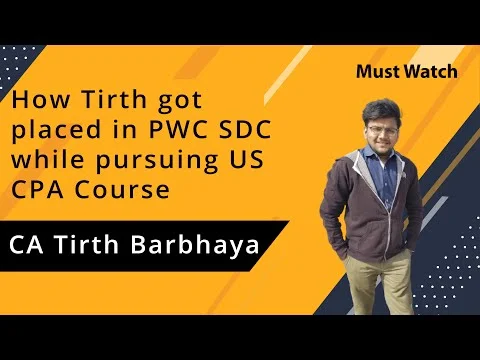 Must Watch
How Tirth got
placed in PWC SDC
while pursuing US
CPA Course
CA Tirth Barbhaya